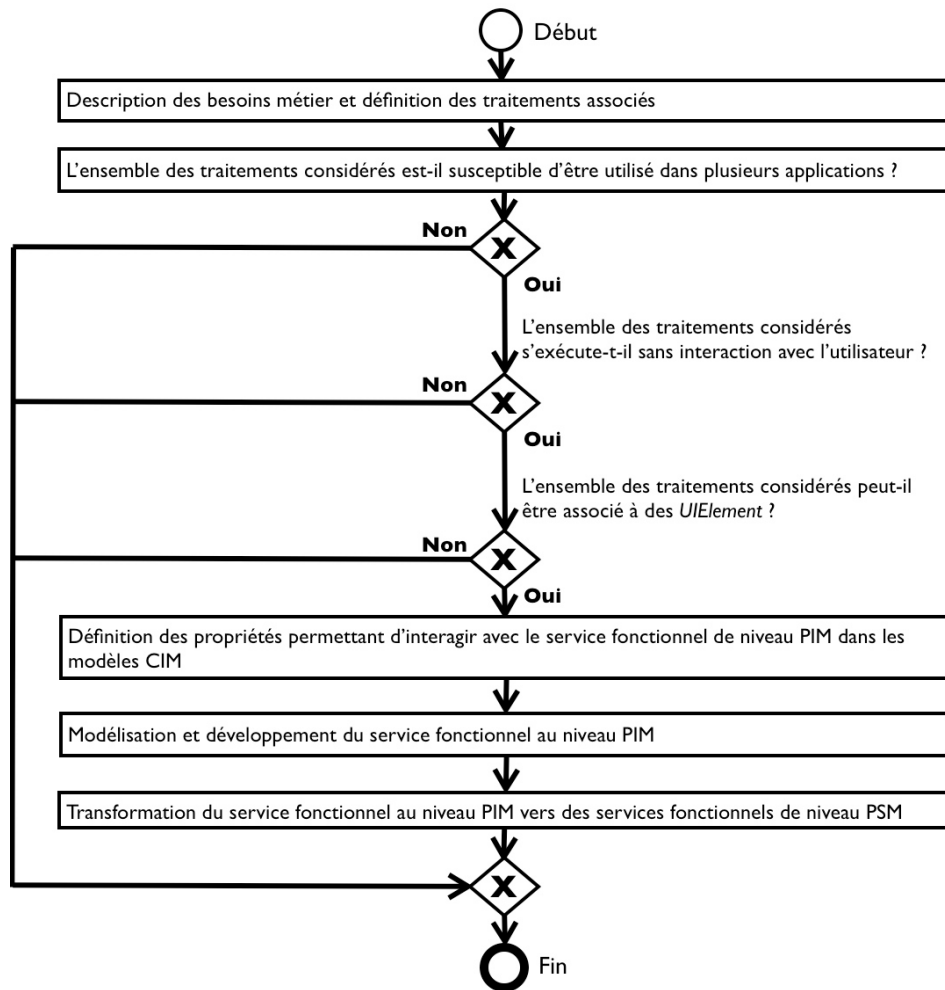 Début
Description des besoins métier et définition des traitements associés
L'ensemble des traitements considérés est-il susceptible d'être utilisé dans plusieurs applications ?
Non
X
Oui
L'ensemble des traitements considérés
s'exécute-t-il sans interaction avec l'utilisateur ?
Non
X
Oui
L'ensemble des traitements considérés peut-il
être associé à des UIElement ?
Non
X
Oui
Définition des propriétés permettant d'interagir avec le service fonctionnel de niveau PIM dans les
modèles CIM
Modélisation et développement du service fonctionnel au niveau PIM
Transformation du service fonctionnel au niveau PIM vers des services fonctionnels de niveau PSM
X
Fin